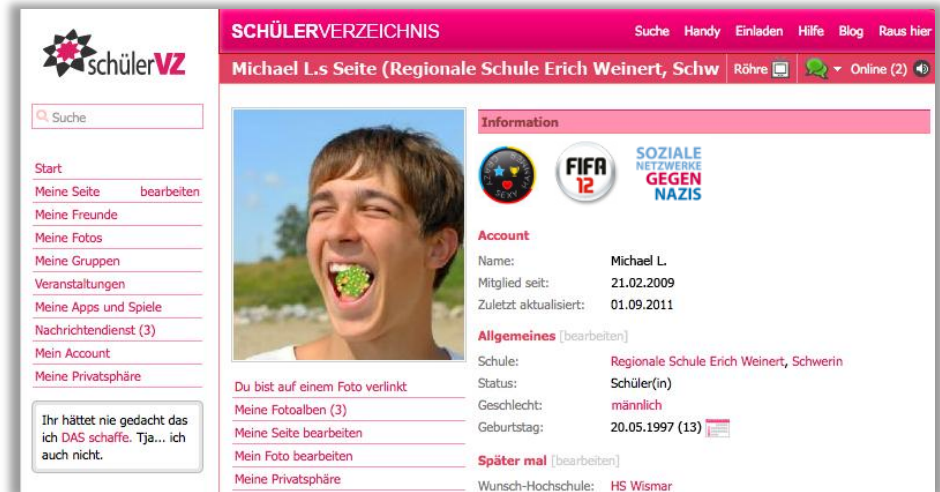 schülerVZ
SCHÜLERVERZEICHNIS
Suche Handy Einladen Hilfe Blog Raus hier
Michael L.s Seite (Regionale Schule Erich Weinert, Schw
Röhre
Online (2)
Suche
Start
Meine Seite bearbeiten
Meine Freunde
Meine Fotos
Meine Gruppen
Veranstaltungen
Meine Apps und Spiele
Nachrichtendienst (3)
Mein Account
Meine Privatsphäre
Ihr hättet nie gedacht das
ich DAS schaffe. Tja... ich
auch nicht.
Du bist auf einem Foto verlinkt
Meine Fotoalben (3)
Meine Seite bearbeiten
Mein Foto bearbeiten
Meine Privatsphäre
Information
FIFA
12
SOZIALE
NETZWERKE
GEGEN
NAZIS
Account
Name: Michael L.
Mitglied seit: 21.02.2009
Zuletzt aktualisiert: 01.09.2011
Allgemeines [bearbeiten]
Schule: Regionale Schule Erich Weinert, Schwerin
Status: Schüler(in)
Geschlecht: männlich
Geburtstag: 20.05.1997 (13)
Später mal [bearbeiten]
Wunsch-Hochschule: HS Wismar